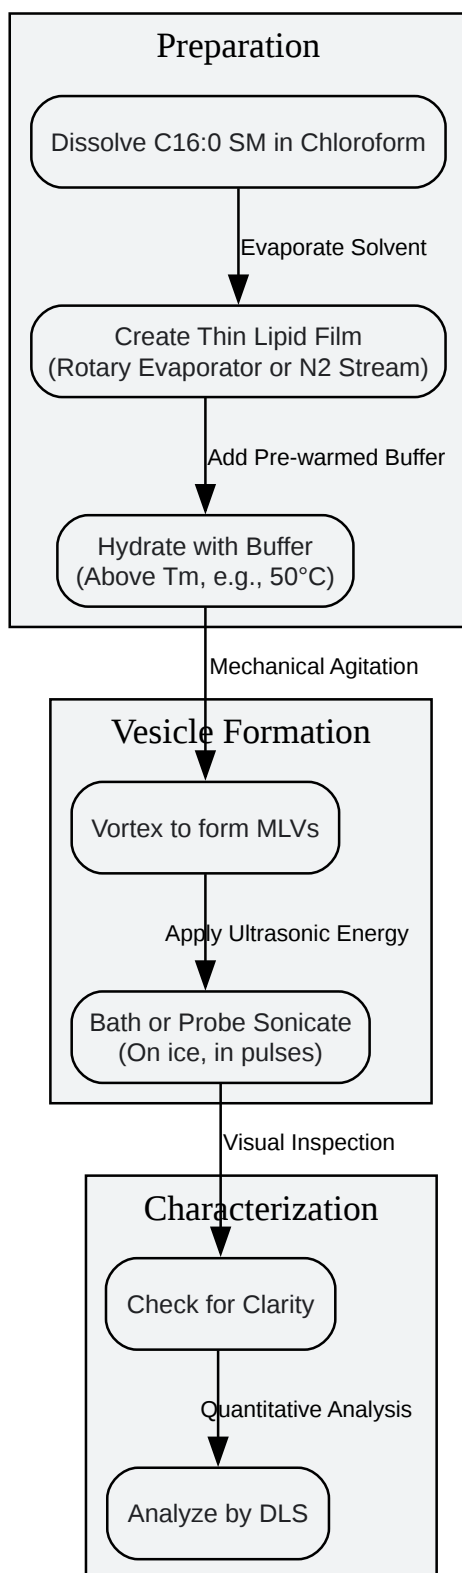 Preparation
Dissolve C16:0 SM in Chloroform
Evaporate Solvent
Create Thin Lipid Film
(Rotary Evaporator or N2 Stream)
Add Pre-warmed Buffer
Hydrate with Buffer
(Above Tm, e.g., 50°C)
Mechanical Agitation
Vesicle Formation
Vortex to form MLVs
Apply Ultrasonic Energy
Bath or Probe Sonicate
(On ice, in pulses)
Visual Inspection
Characterization
Check for Clarity
Quantitative Analysis
Analyze by DLS